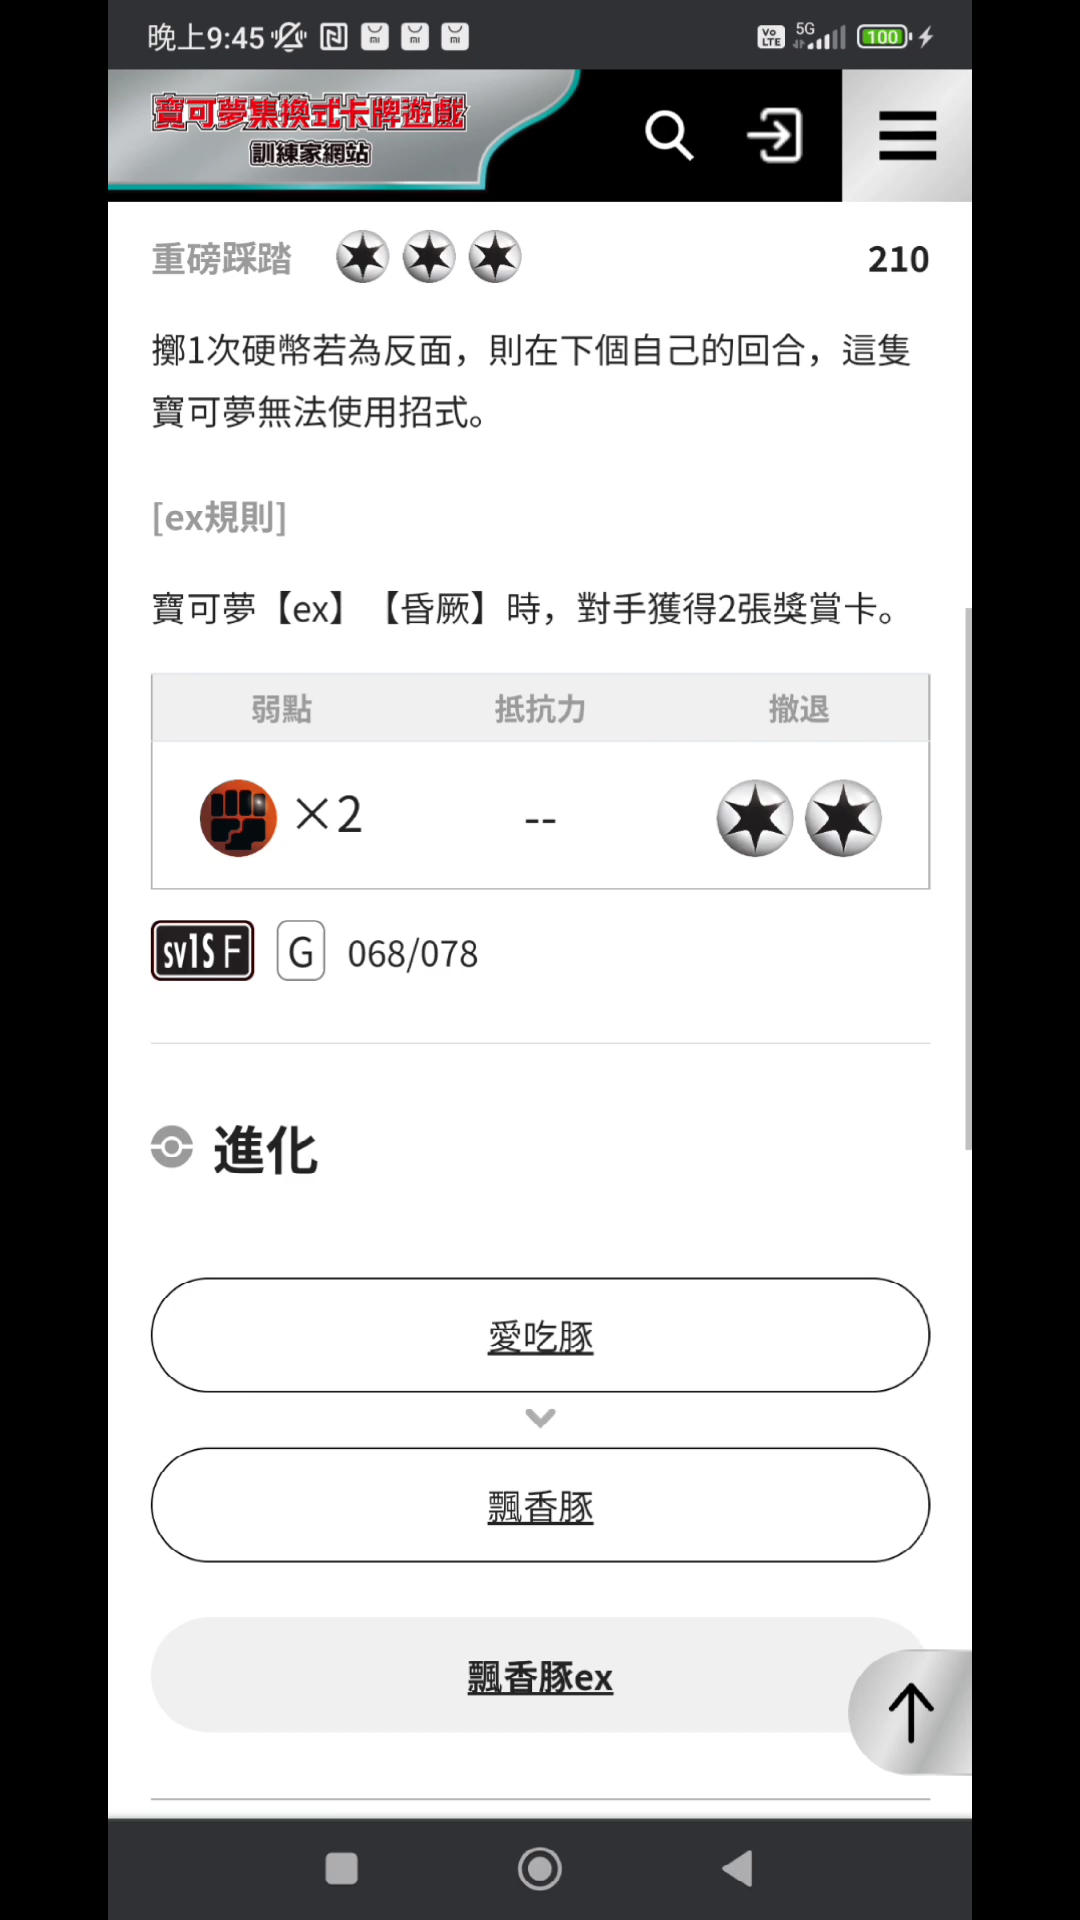 晚上9:45
Vo LTE 5G 100
寶可夢集換式卡牌遊戲
訓練家網站
重磅踩踏 210
擲1次硬幣若為反面，則在下個自己的回合，這隻
寶可夢無法使用招式。
[ex規則]
寶可夢【ex】【昏厥】時，對手獲得2張獎賞卡。
弱點 抵抗力 撤退
×2 --
sv1S F G 068/078
進化
愛吃豚
飄香豚
飄香豚ex